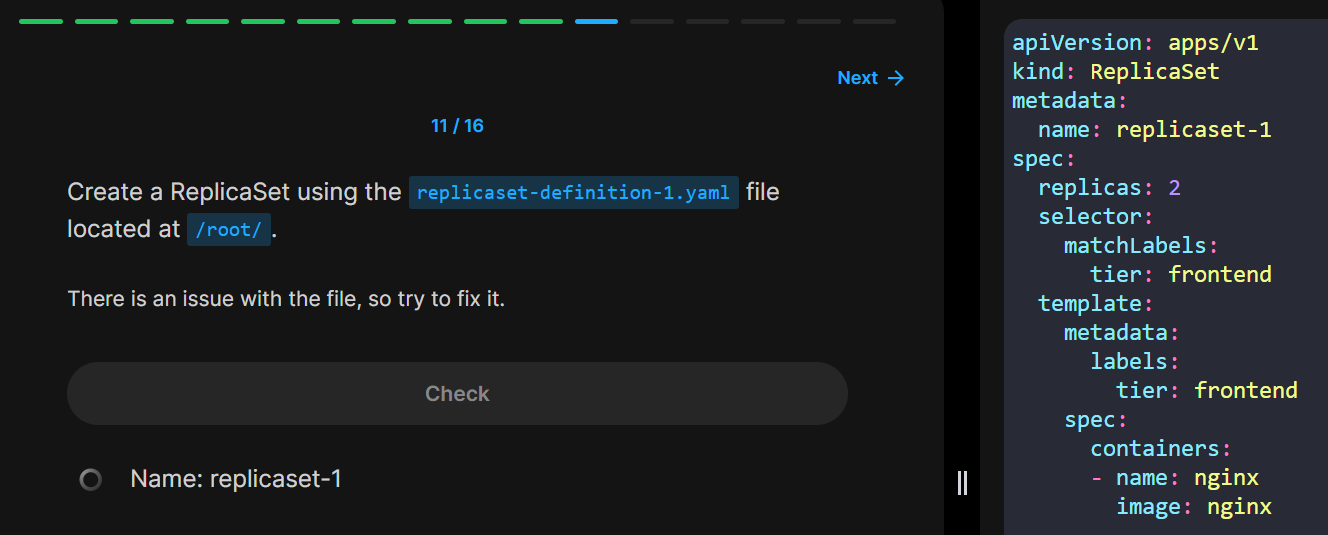 Next →
11 / 16
Create a ReplicaSet using the replicaset-definition-1.yaml file
located at /root/.
There is an issue with the file, so try to fix it.
Check
Name: replicaset-1
apiVersion: apps/v1
kind: ReplicaSet
metadata:
  name: replicaset-1
spec:
  replicas: 2
  selector:
    matchLabels:
      tier: frontend
  template:
    metadata:
      labels:
        tier: frontend
    spec:
      containers:
      - name: nginx
        image: nginx